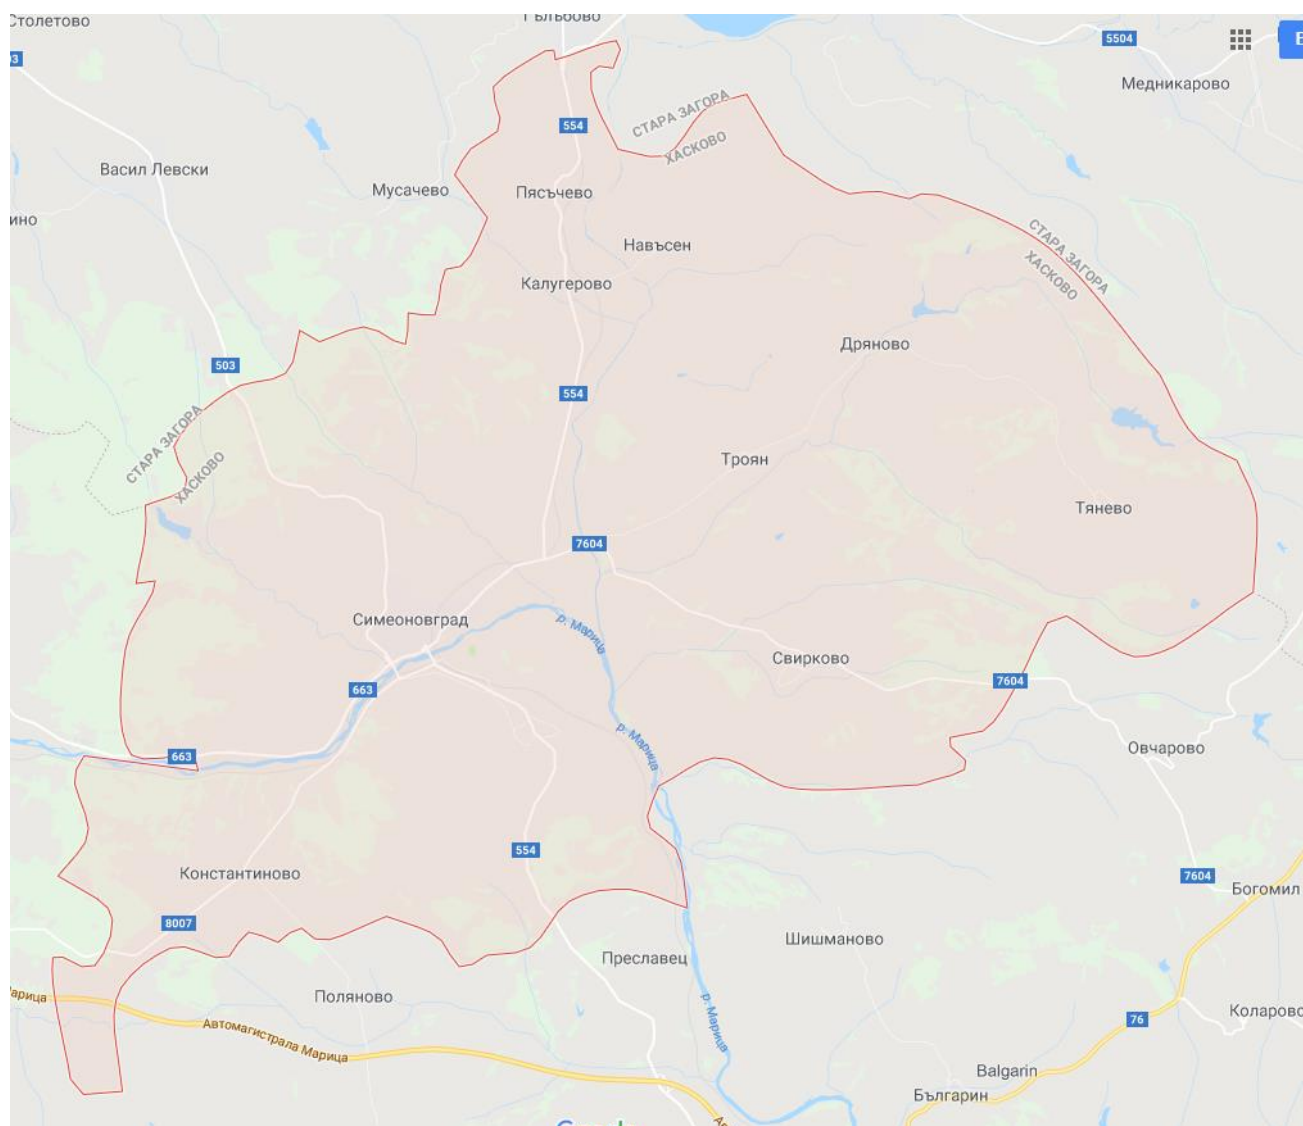 Столетово
Гълъбово
5504
Е
Медникарово
554
СТАРА ЗАГОРА
ХАСКОВО
Васил Левски
Мусачево
Пясъчево
Навъсен
СТАРА ЗАГОРА
ХАСКОВО
Калугерово
Дряново
503
554
СТАРА ЗАГОРА
ХАСКОВО
Троян
Тянево
7604
Симеоновград
р. Марица
Свирково
7604
663
р. Марица
663
Овчарово
554
Константиново
7604
Богомил
8007
Шишманово
Преславец
Поляново
арица
Автомагистрала Марица
р. Марица
76
Коларово
Balgarin
Българин